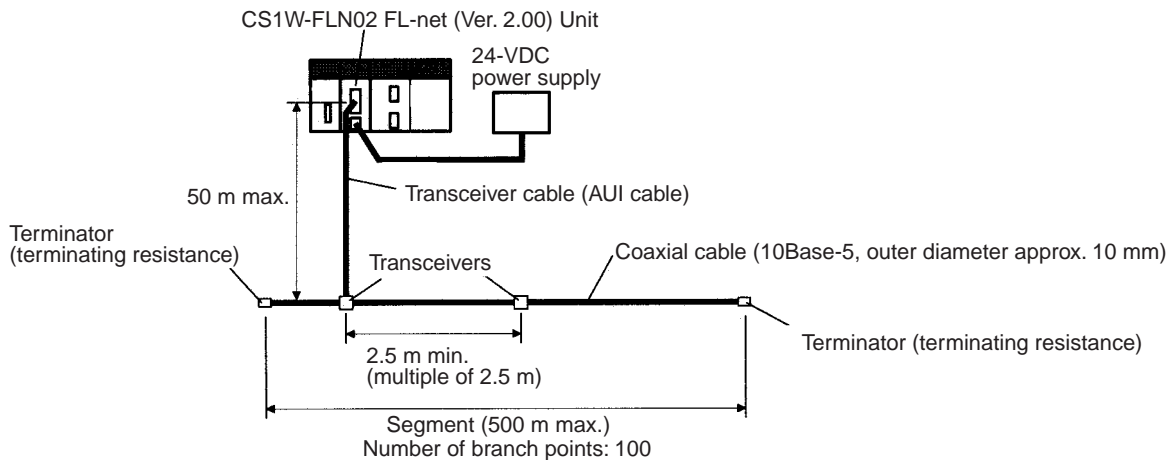 CS1W-FLN02 FL-net (Ver. 2.00) Unit
24-VDC
power supply
50 m max.
Transceiver cable (AUI cable)
Terminator
(terminating resistance)
Transceivers
Coaxial cable (10Base-5, outer diameter approx. 10 mm)
2.5 m min.
(multiple of 2.5 m)
Terminator (terminating resistance)
Segment (500 m max.)
Number of branch points: 100